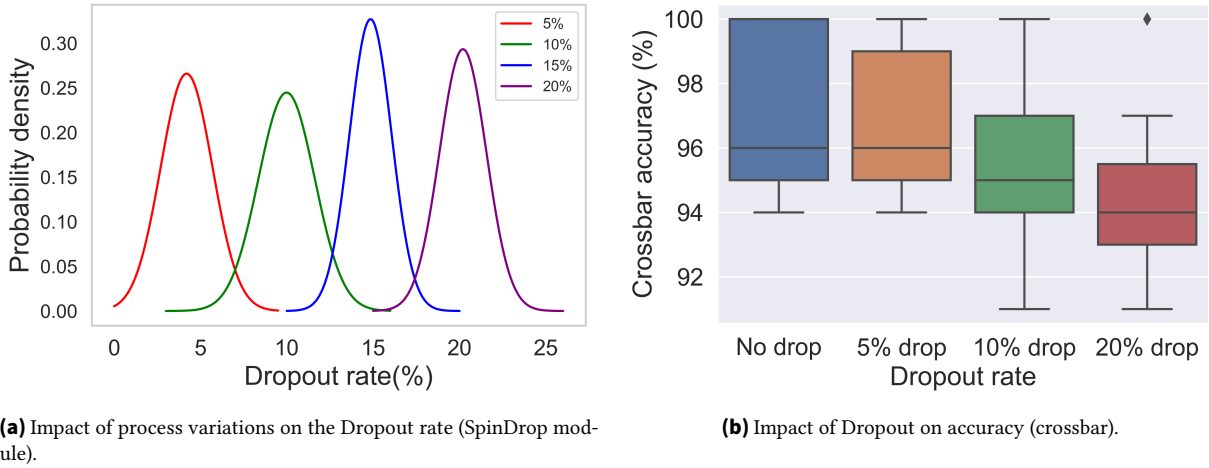 Probability density
0.30
0.25
0.20
0.15
0.10
0.05
0.00
5%
10%
15%
20%
0 5 10 15 20 25
Dropout rate(%)
(a) Impact of process variations on the Dropout rate (SpinDrop mod-
ule).
Crossbar accuracy (%)
100
98
96
94
92
No drop 5% drop 10% drop 20% drop
Dropout rate
(b) Impact of Dropout on accuracy (crossbar).